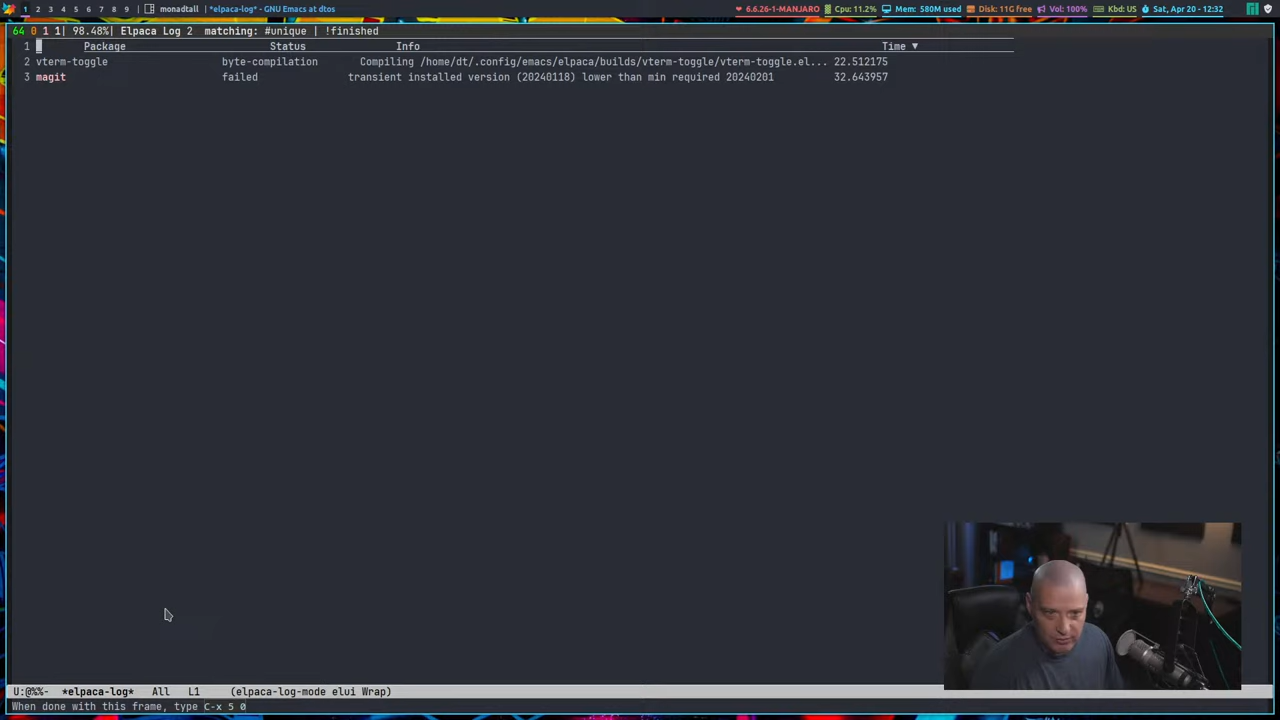 1 2 3 4 5 6 7 8 9 monadtall | *elpaca-log* - GNU Emacs at dtos ❤ 6.6.26-1-MANJARO Cpu: 11.2% Mem: 580M used Disk: 11G free Vol: 100% Kbd: US Sat, Apr 20 - 12:32
64 0 1 1| 98.48%| Elpaca Log 2 matching: #unique | !finished
1 Package Status Info Time ▼
2 vterm-toggle byte-compilation Compiling /home/dt/.config/emacs/elpaca/builds/vterm-toggle/vterm-toggle.el... 22.512175
3 magit failed transient installed version (20240118) lower than min required 20240201 32.643957
U:@%%- *elpaca-log* All L1 (elpaca-log-mode elui Wrap)
When done with this frame, type C-x 5 0